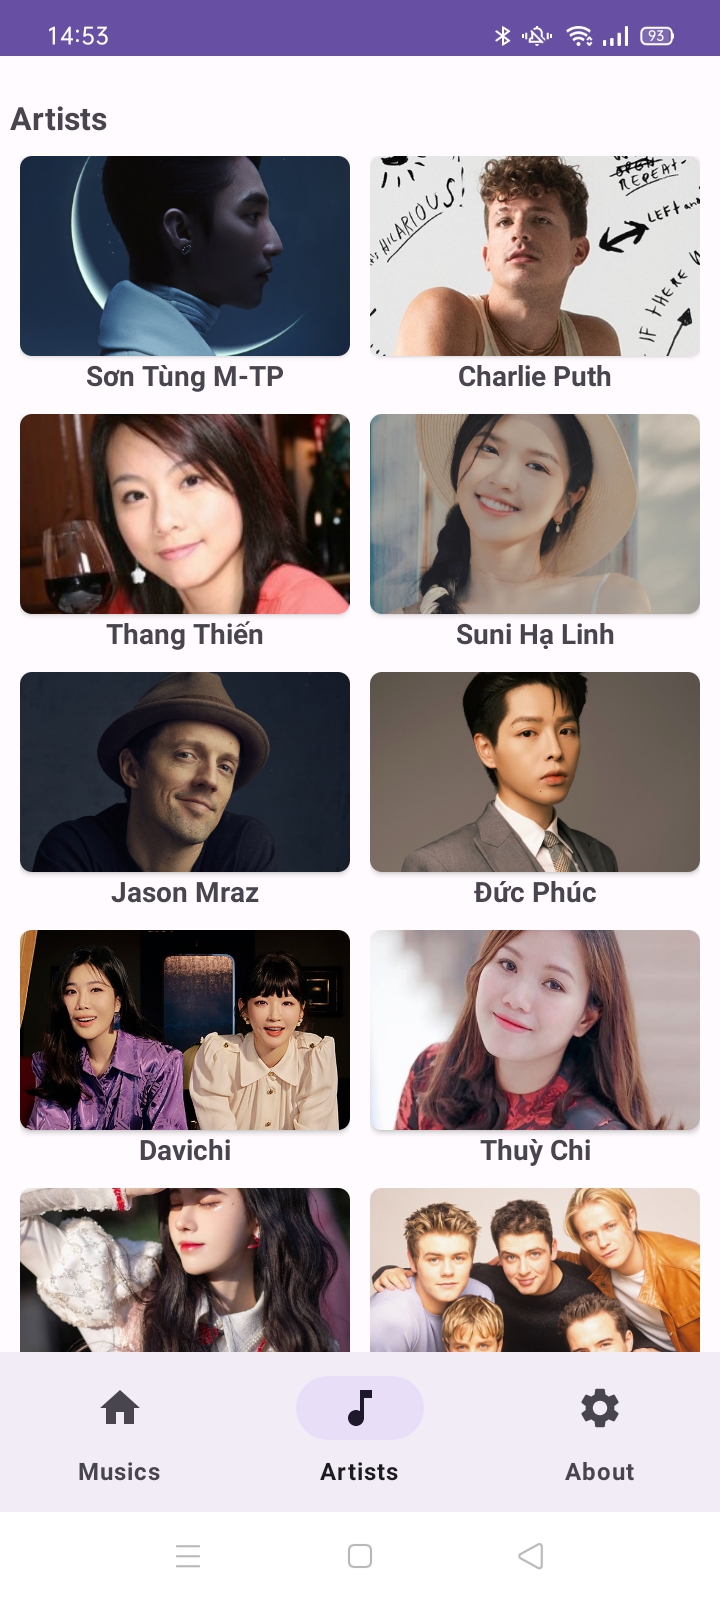 14:53
93
Artists
HILARIOUS!
OPEN
REPEAT-
LEFT and
IF THERE
Sơn Tùng M-TP
Charlie Puth
Thang Thiến
Suni Hạ Linh
Jason Mraz
Đức Phúc
Davichi
Thuỳ Chi
Musics
Artists
About